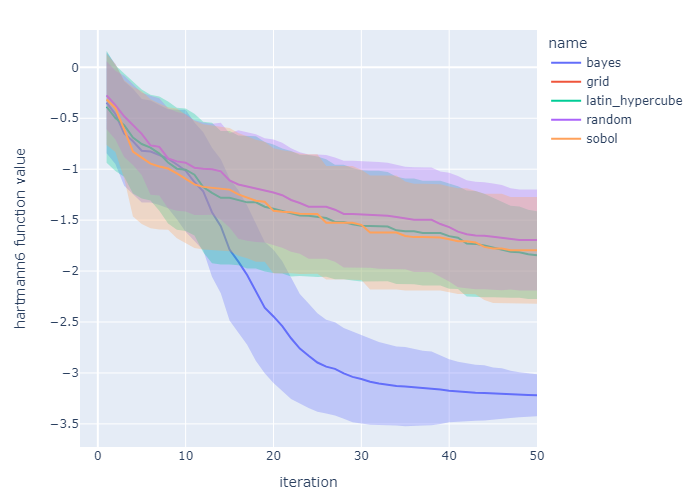 name
bayes
grid
latin_hypercube
random
sobol
0
−0.5
−1
−1.5
−2
−2.5
−3
−3.5
hartmann6 function value
0 10 20 30 40 50
iteration